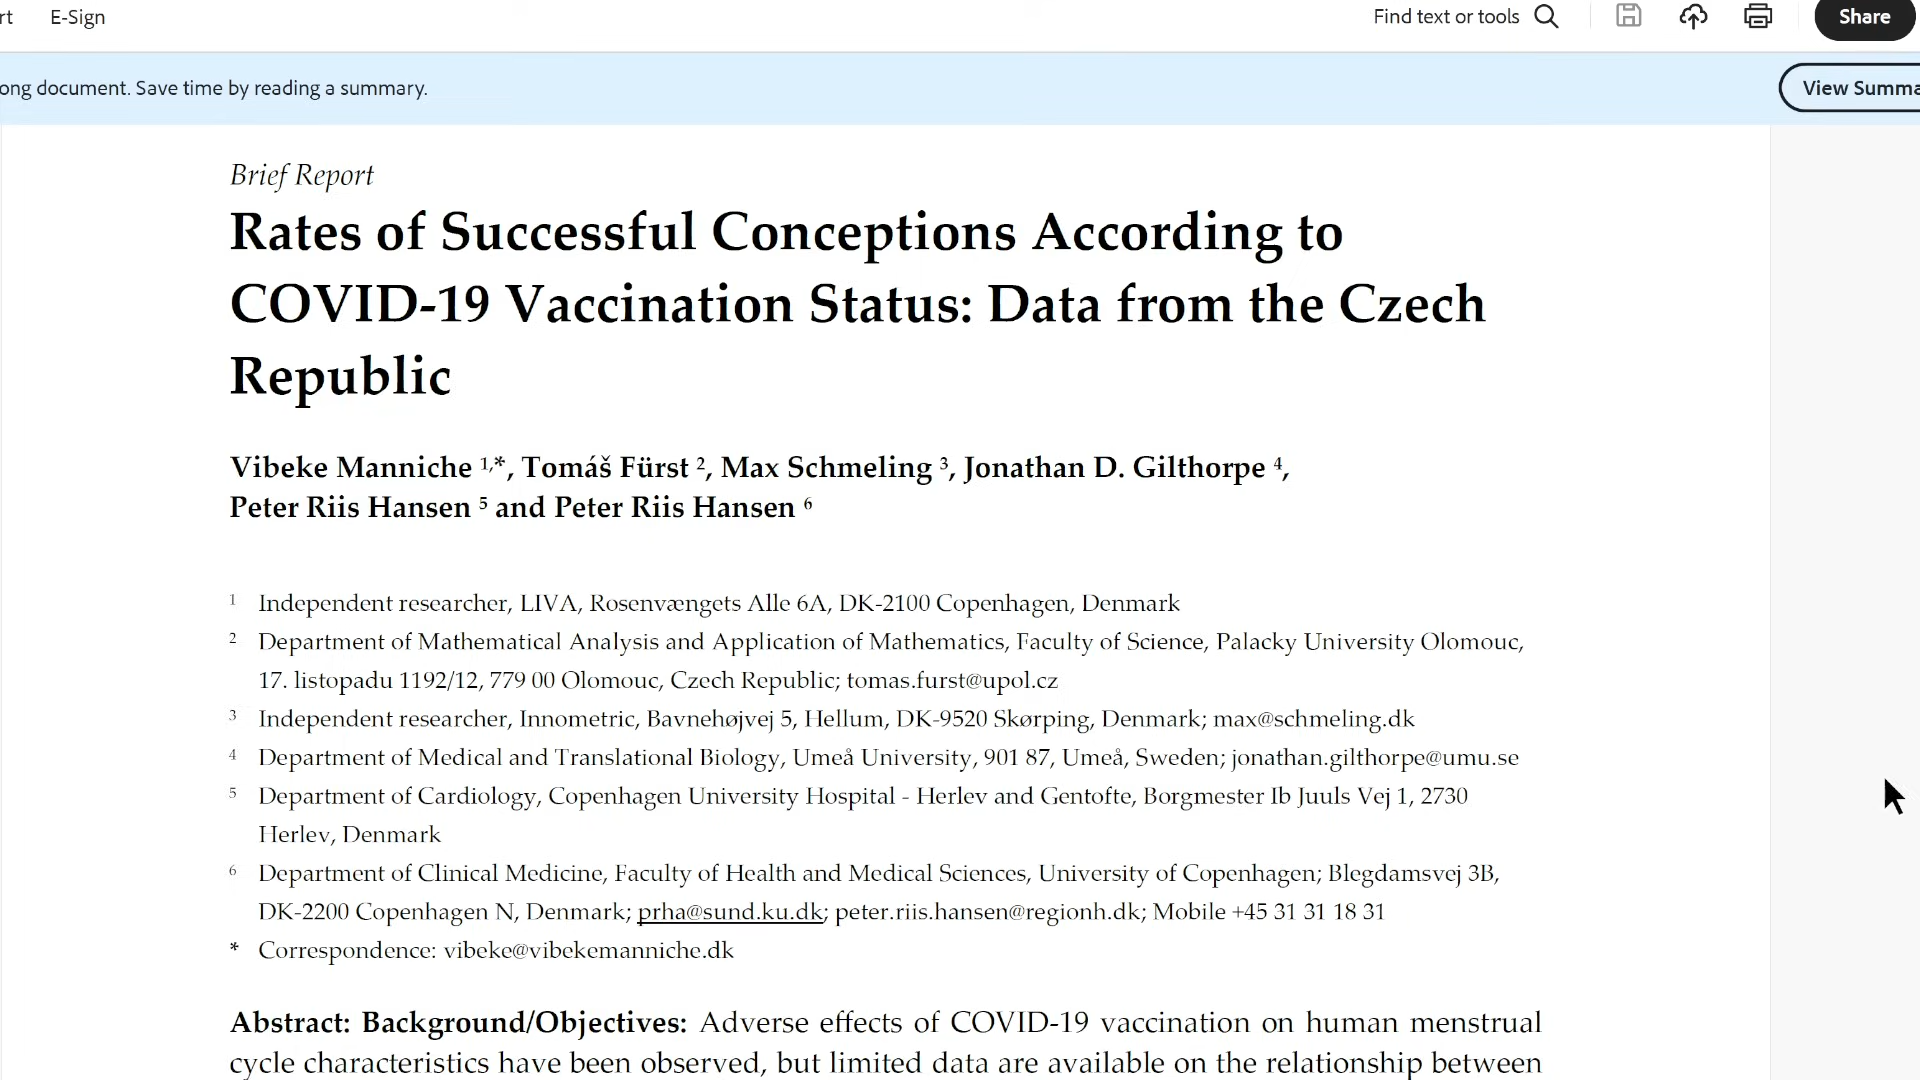 rt E-Sign Find text or tools Share
ong document. Save time by reading a summary. View Summa
Brief Report
Rates of Successful Conceptions According to
COVID-19 Vaccination Status: Data from the Czech
Republic
Vibeke Manniche 1,*, Tomáš Fürst 2, Max Schmeling 3, Jonathan D. Gilthorpe 4,
Peter Riis Hansen 5 and Peter Riis Hansen 6
1 Independent researcher, LIVA, Rosenvængets Alle 6A, DK-2100 Copenhagen, Denmark
2 Department of Mathematical Analysis and Application of Mathematics, Faculty of Science, Palacky University Olomouc,
17. listopadu 1192/12, 779 00 Olomouc, Czech Republic; tomas.furst@upol.cz
3 Independent researcher, Innometric, Bavnehøjvej 5, Hellum, DK-9520 Skørping, Denmark; max@schmeling.dk
4 Department of Medical and Translational Biology, Umeå University, 901 87, Umeå, Sweden; jonathan.gilthorpe@umu.se
5 Department of Cardiology, Copenhagen University Hospital - Herlev and Gentofte, Borgmester Ib Juuls Vej 1, 2730
Herlev, Denmark
6 Department of Clinical Medicine, Faculty of Health and Medical Sciences, University of Copenhagen; Blegdamsvej 3B,
DK-2200 Copenhagen N, Denmark; prha@sund.ku.dk; peter.riis.hansen@regionh.dk; Mobile +45 31 31 18 31
* Correspondence: vibeke@vibekemanniche.dk
Abstract: Background/Objectives: Adverse effects of COVID-19 vaccination on human menstrual
cycle characteristics have been observed, but limited data are available on the relationship between